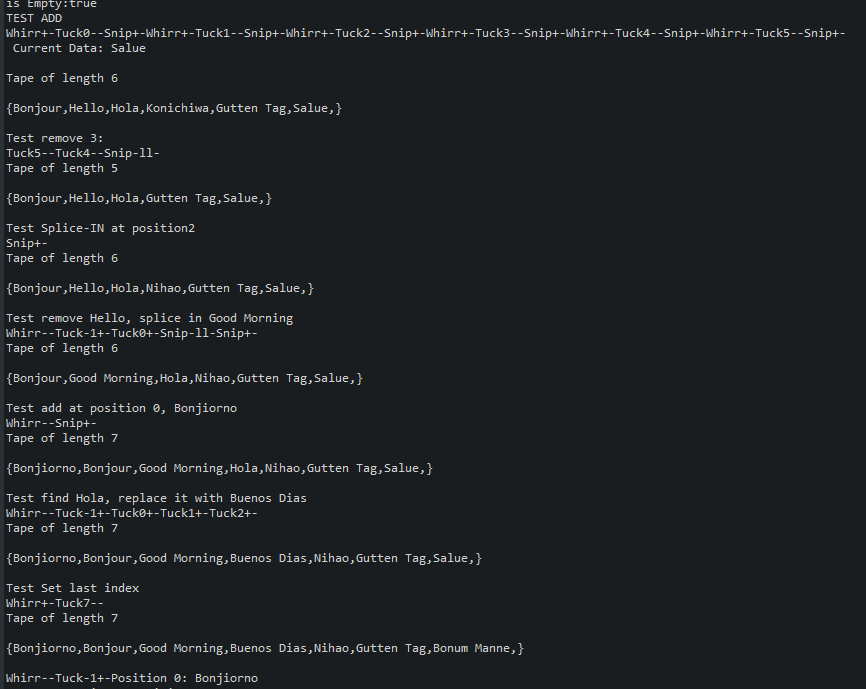 is Empty:true
TEST ADD
Whirr+-Tuck0--Snip+-Whirr+-Tuck1--Snip+-Whirr+-Tuck2--Snip+-Whirr+-Tuck3--Snip+-Whirr+-Tuck4--Snip+-Whirr+-Tuck5--Snip+-
Current Data: Salue
Tape of length 6
{Bonjour,Hello,Hola,Konichiwa,Gutten Tag,Salue,}
Test remove 3:
Tuck5--Tuck4--Snip-ll-
Tape of length 5
{Bonjour,Hello,Hola,Gutten Tag,Salue,}
Test Splice-IN at position2
Snip+-
Tape of length 6
{Bonjour,Hello,Hola,Nihao,Gutten Tag,Salue,}
Test remove Hello, splice in Good Morning
Whirr--Tuck-1+-Tuck0+-Snip-ll-Snip+-
Tape of length 6
{Bonjour,Good Morning,Hola,Nihao,Gutten Tag,Salue,}
Test add at position 0, Bonjiorno
Whirr--Snip+-
Tape of length 7
{Bonjiorno,Bonjour,Good Morning,Hola,Nihao,Gutten Tag,Salue,}
Test find Hola, replace it with Buenos Dias
Whirr--Tuck-1+-Tuck0+-Tuck1+-Tuck2+-
Tape of length 7
{Bonjiorno,Bonjour,Good Morning,Buenos Dias,Nihao,Gutten Tag,Salue,}
Test Set last index
Whirr+-Tuck7--
Tape of length 7
{Bonjiorno,Bonjour,Good Morning,Buenos Dias,Nihao,Gutten Tag,Bonum Manne,}
Whirr--Tuck-1+-Position 0: Bonjiorno